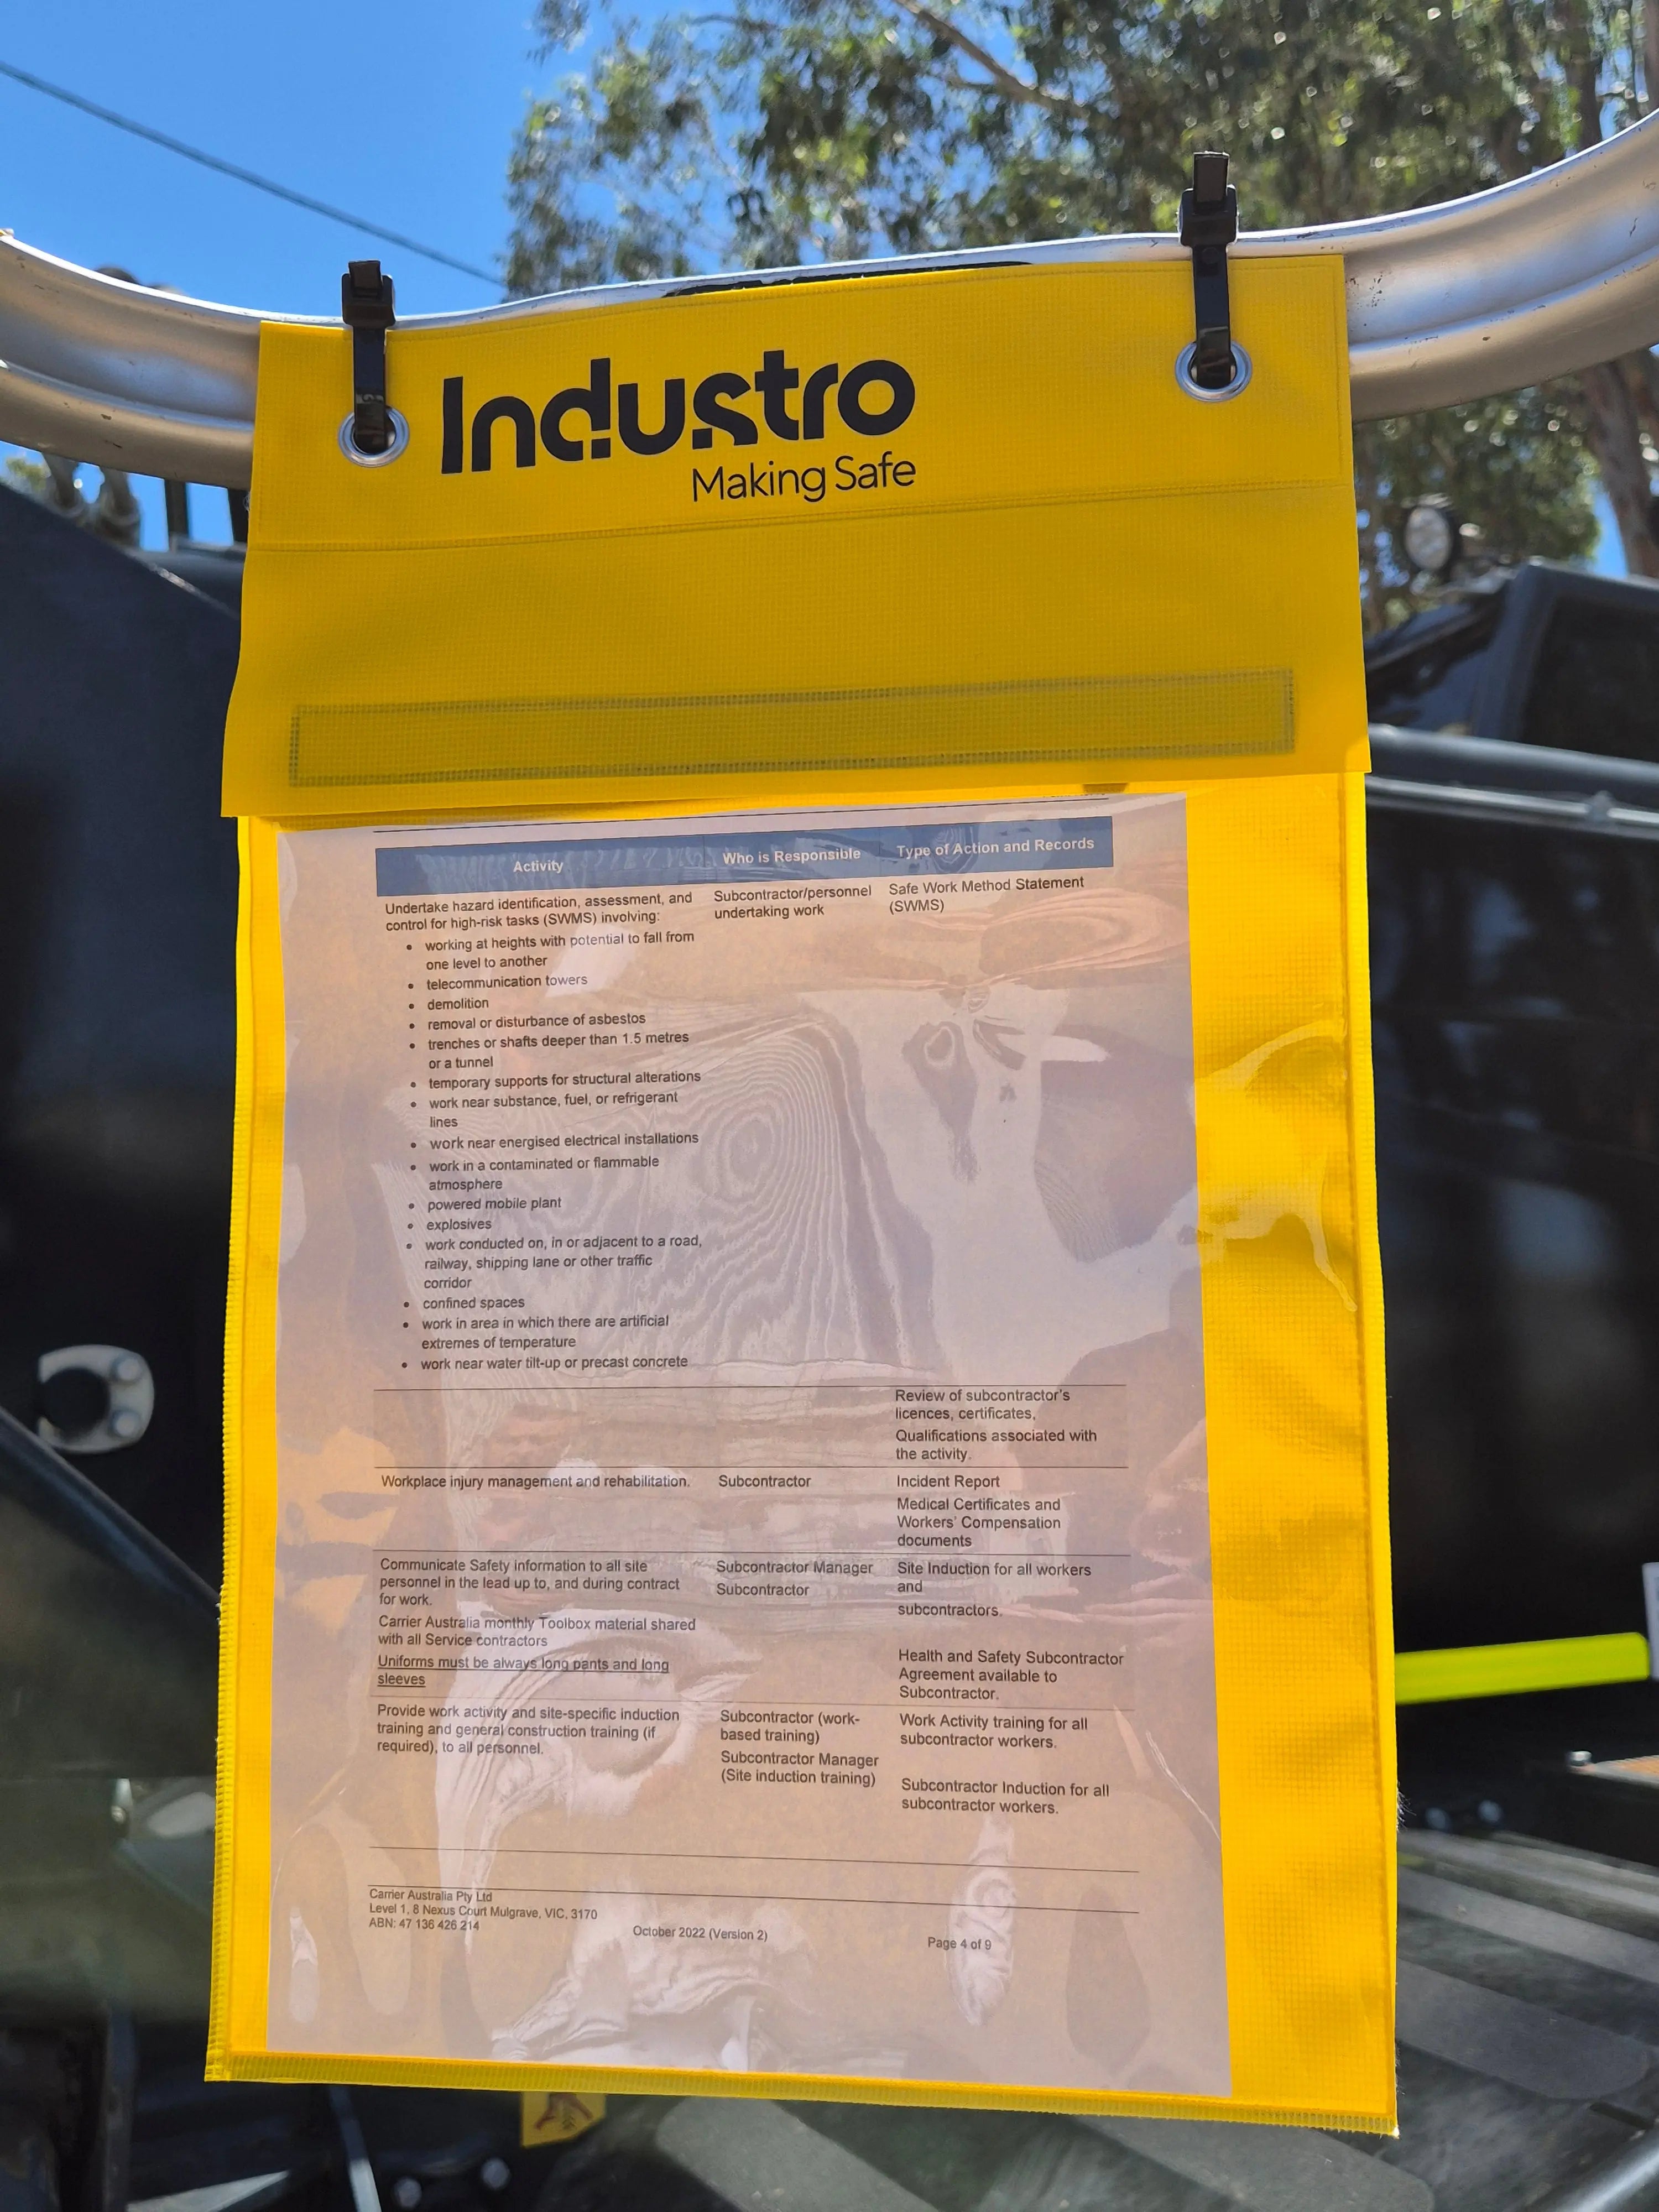 Industro
Making Safe
Activity
Who is Responsible
Type of Action and Records
Undertake hazard identification, assessment, and
control for high-risk tasks (SWMS) involving:
• working at heights with potential to fall from
one level to another
• telecommunication towers
• demolition
• removal or disturbance of asbestos
• trenches or shafts deeper than 1.5 metres
or a tunnel
• temporary supports for structural alterations
• work near substance, fuel, or refrigerant
lines
• work near energised electrical installations
• work in a contaminated or flammable
atmosphere
• powered mobile plant
• explosives
• work conducted on, in or adjacent to a road,
railway, shipping lane or other traffic
corridor
• confined spaces
• work in area in which there are artificial
extremes of temperature
• work near water tilt-up or precast concrete
Subcontractor/personnel
undertaking work
Safe Work Method Statement
(SWMS)
Review of subcontractor's
licences, certificates,
Qualifications associated with
the activity.
Workplace injury management and rehabilitation.
Subcontractor
Incident Report
Medical Certificates and
Workers' Compensation
documents
Communicate Safety information to all site
personnel in the lead up to, and during contract
for work.
Carrier Australia monthly Toolbox material shared
with all Service contractors
Uniforms must be always long pants and long
sleeves
Subcontractor Manager
Subcontractor
Site Induction for all workers
and
subcontractors.
Health and Safety Subcontractor
Agreement available to
Subcontractor.
Provide work activity and site-specific induction
training and general construction training (if
required), to all personnel.
Subcontractor (work-
based training)
Subcontractor Manager
(Site induction training)
Work Activity training for all
subcontractor workers.
Subcontractor Induction for all
subcontractor workers.
Carrier Australia Pty Ltd
Level 1, 8 Nexus Court Mulgrave, VIC, 3170
ABN: 47 136 426 214
October 2022 (Version 2)
Page 4 of 9